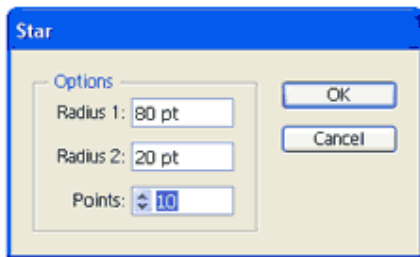 Star
Options
Radius 1: 80 pt
Radius 2: 20 pt
Points: 10
OK
Cancel